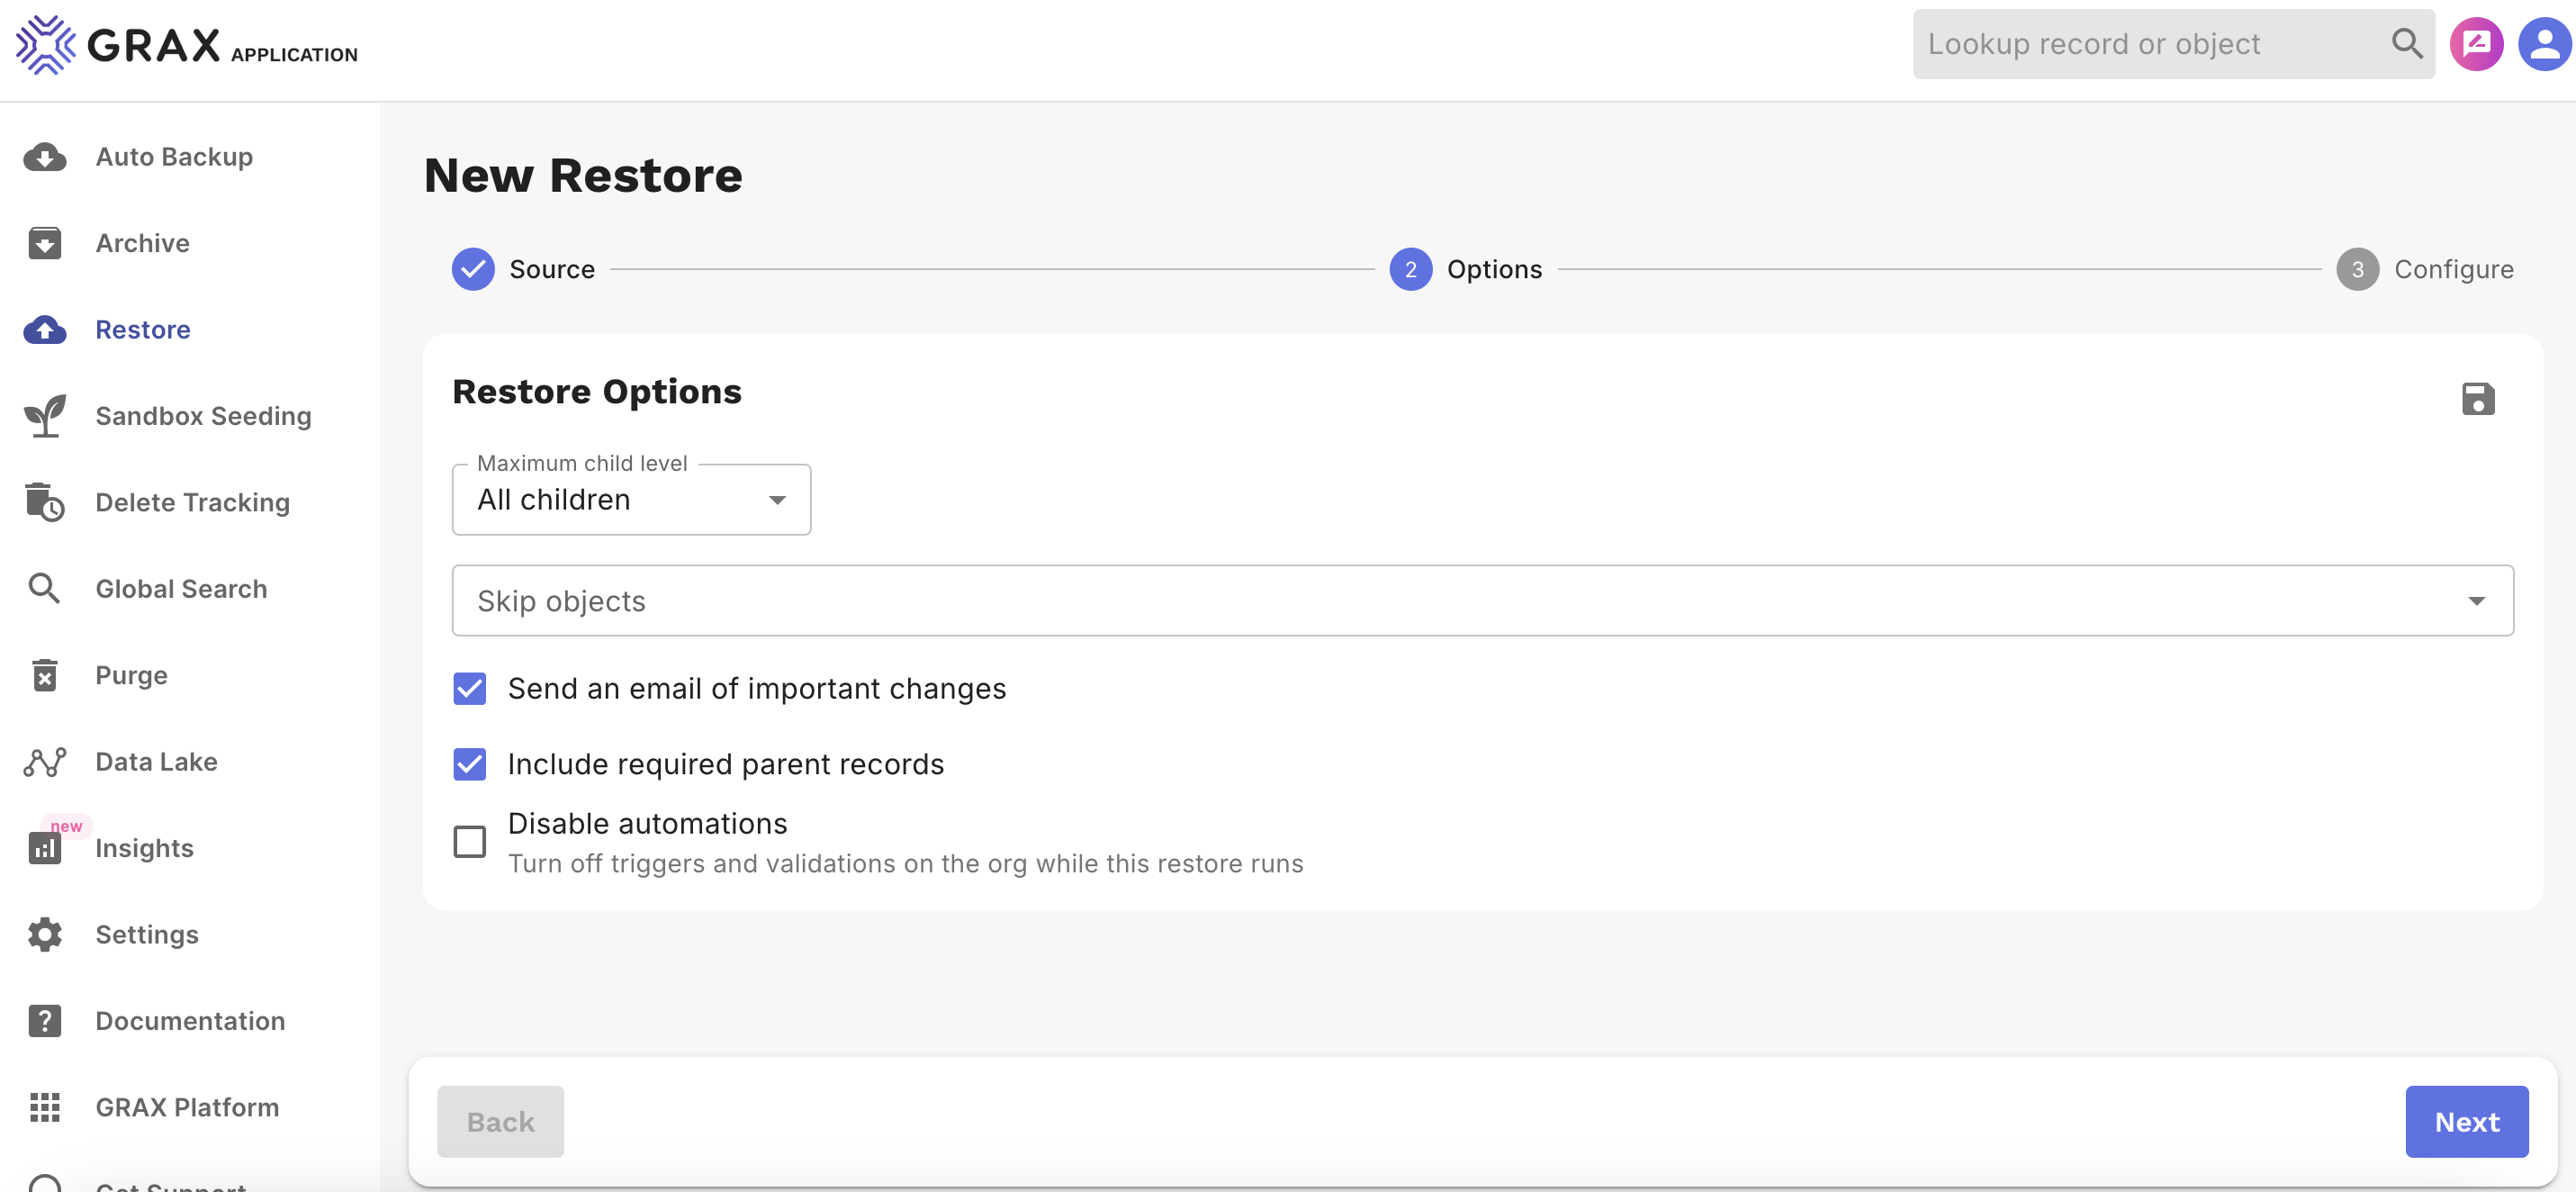 GRAX APPLICATION
Lookup record or object
Auto Backup
Archive
Restore
Sandbox Seeding
Delete Tracking
Global Search
Purge
Data Lake
new
Insights
Settings
Documentation
GRAX Platform
Get Support
New Restore
Source
2 Options
3 Configure
Restore Options
Maximum child level
All children
Skip objects
Send an email of important changes
Include required parent records
Disable automations
Turn off triggers and validations on the org while this restore runs
Back
Next